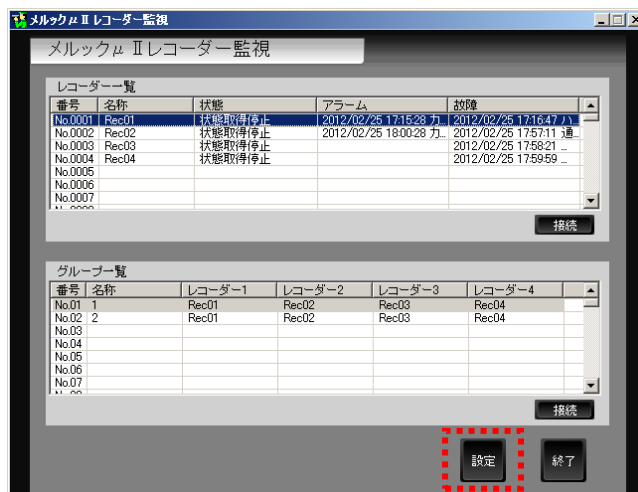 メルックμⅡレコーダー監視
メルックμⅡレコーダー監視
レコーダー一覧
番号 名称 状態 アラーム 故障
No.0001 Rec01 状態取得停止 2012/02/25 17:15:28 カ... 2012/02/25 17:16:47 ハ...
No.0002 Rec02 状態取得停止 2012/02/25 18:00:28 カ... 2012/02/25 17:57:11 通...
No.0003 Rec03 状態取得停止 2012/02/25 17:58:21 ...
No.0004 Rec04 状態取得停止 2012/02/25 17:59:59 ...
No.0005
No.0006
No.0007
接続
グループ一覧
番号 名称 レコーダー1 レコーダー2 レコーダー3 レコーダー4
No.01 1 Rec01 Rec02 Rec03 Rec04
No.02 2 Rec01 Rec02 Rec03 Rec04
No.03
No.04
No.05
No.06
No.07
接続
設定 終了